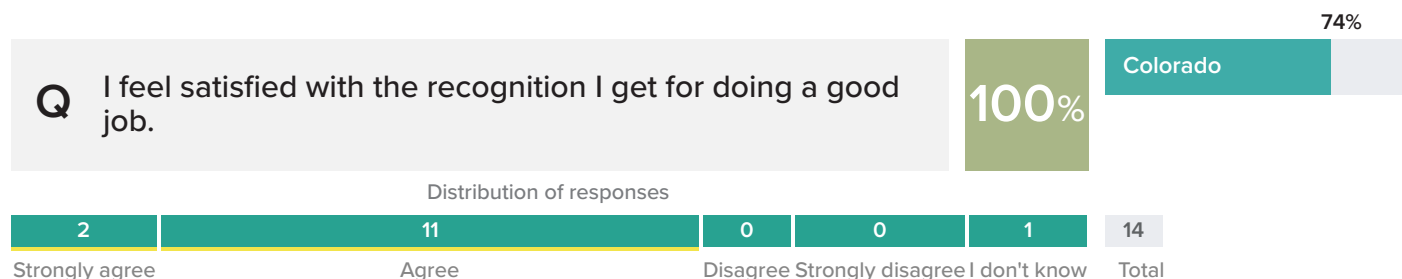 74%
Q I feel satisfied with the recognition I get for doing a good
job.
100%
Colorado
Distribution of responses
2 11 0 0 1 14
Strongly agree Agree Disagree Strongly disagree I don't know Total